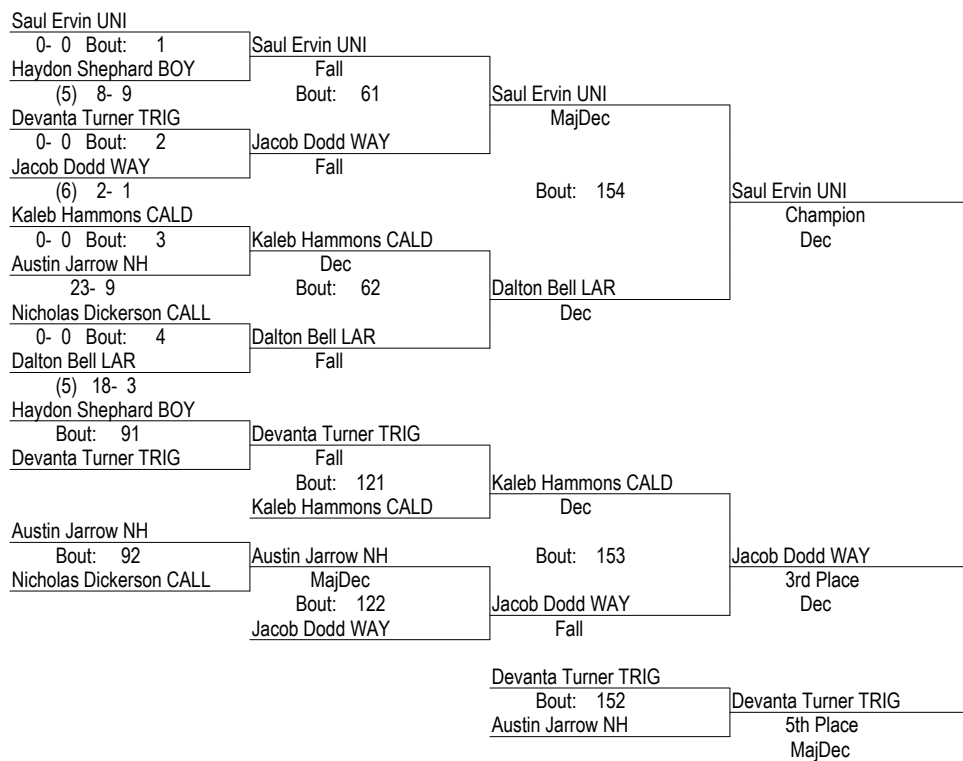 Saul Ervin UNI
0- 0 Bout: 1
Saul Ervin UNI
Haydon Shephard BOY
Fall
(5) 8- 9
Bout: 61
Saul Ervin UNI
Devanta Turner TRIG
MajDec
0- 0 Bout: 2
Jacob Dodd WAY
Jacob Dodd WAY
Fall
(6) 2- 1
Bout: 154
Saul Ervin UNI
Kaleb Hammons CALD
Champion
0- 0 Bout: 3
Kaleb Hammons CALD
Dec
Austin Jarrow NH
Dec
23- 9
Bout: 62
Dalton Bell LAR
Nicholas Dickerson CALL
Dec
0- 0 Bout: 4
Dalton Bell LAR
Dalton Bell LAR
Fall
(5) 18- 3
Haydon Shephard BOY
Bout: 91
Devanta Turner TRIG
Devanta Turner TRIG
Fall
Bout: 121
Kaleb Hammons CALD
Kaleb Hammons CALD
Dec
Austin Jarrow NH
Bout: 92
Austin Jarrow NH
Bout: 153
Jacob Dodd WAY
Nicholas Dickerson CALL
MajDec
3rd Place
Bout: 122
Jacob Dodd WAY
Dec
Jacob Dodd WAY
Fall
Devanta Turner TRIG
Bout: 152
Devanta Turner TRIG
Austin Jarrow NH
5th Place
MajDec